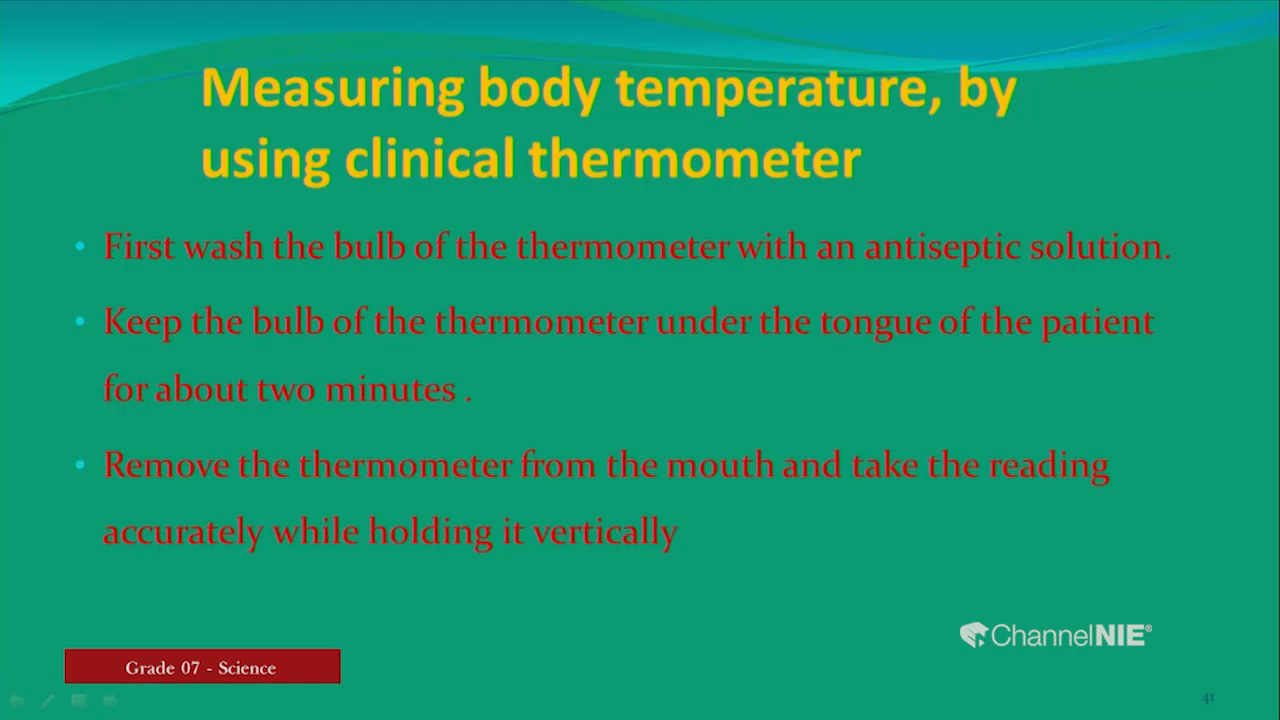 Measuring body temperature, by
using clinical thermometer
• First wash the bulb of the thermometer with an antiseptic solution.
• Keep the bulb of the thermometer under the tongue of the patient
for about two minutes .
• Remove the thermometer from the mouth and take the reading
accurately while holding it vertically
ChannelNIE®
Grade 07 - Science
41